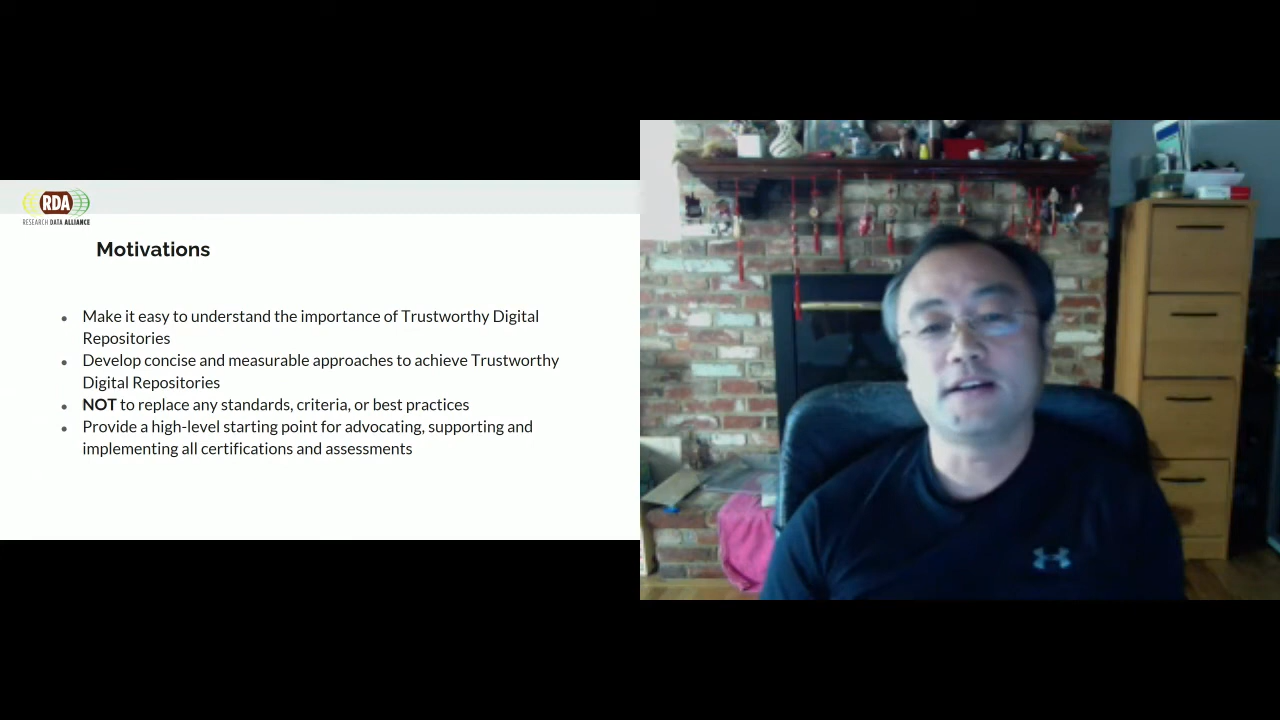 RDA
RESEARCH DATA ALLIANCE
Motivations
Make it easy to understand the importance of Trustworthy Digital
Repositories
Develop concise and measurable approaches to achieve Trustworthy
Digital Repositories
NOT to replace any standards, criteria, or best practices
Provide a high-level starting point for advocating, supporting and
implementing all certifications and assessments